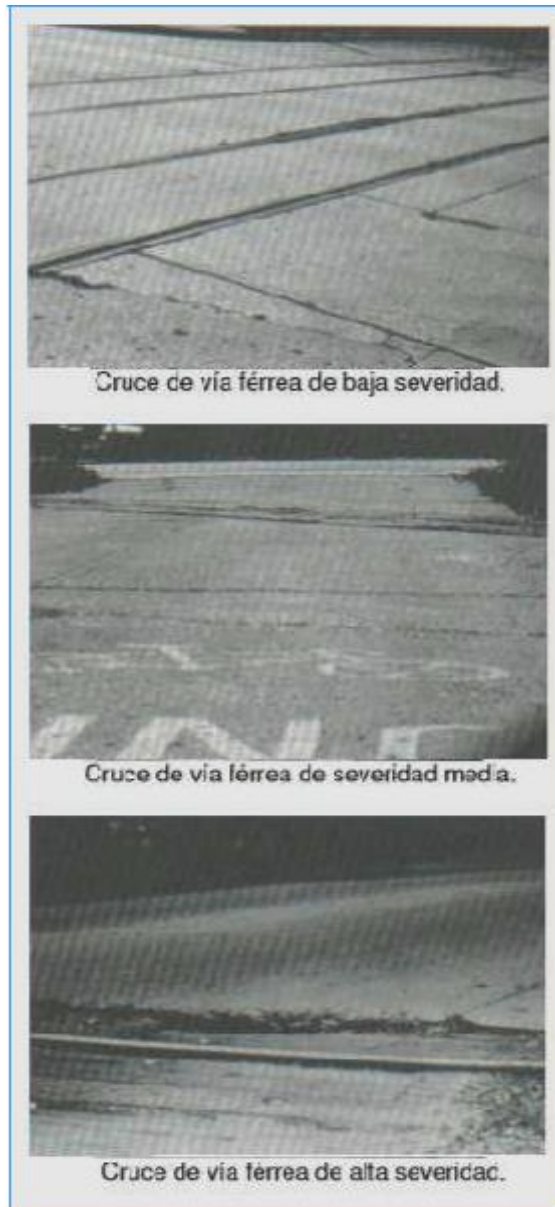 Cruce de vía férrea de baja severidad.
Cruce de vía férrea de severidad media.
Cruce de vía férrea de alta severidad.